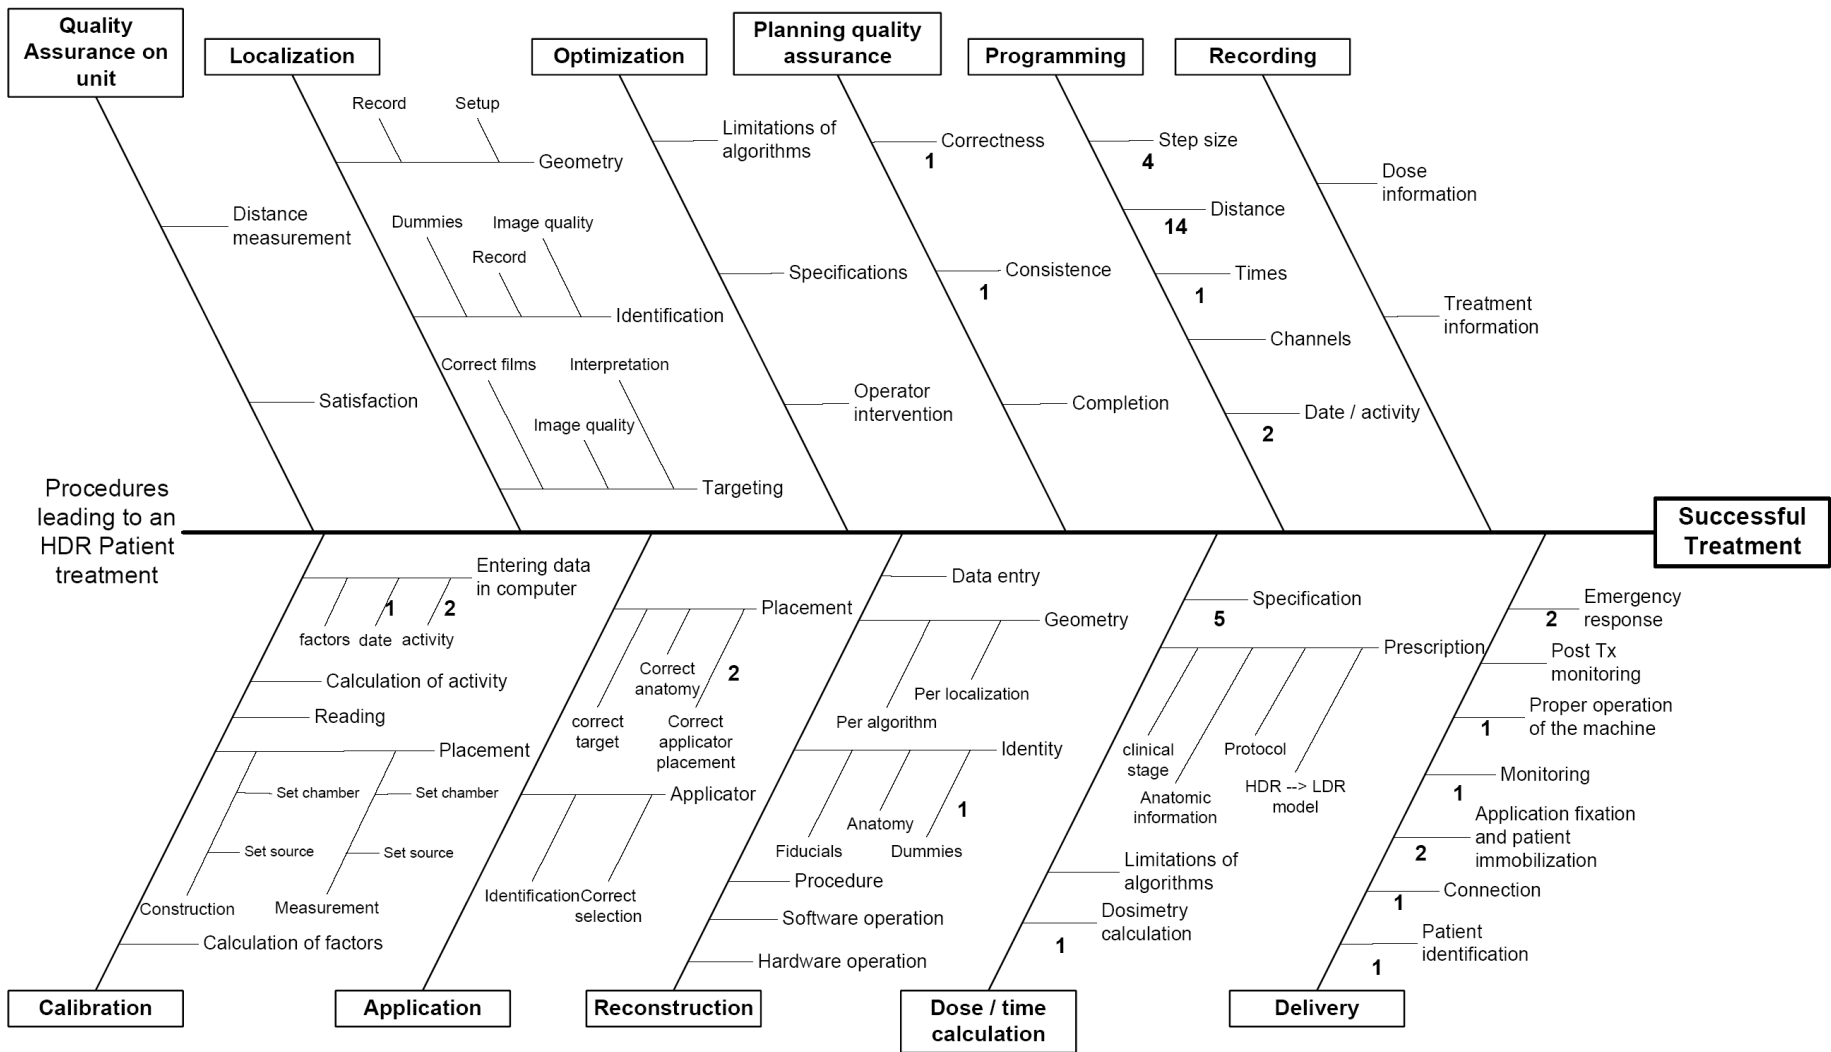 Quality
Assurance on
unit
Localization
Optimization
Planning quality
assurance
Programming
Recording
Distance
measurement
Satisfaction
Record
Setup
Geometry
Dummies
Image quality
Record
Identification
Correct films
Interpretation
Image quality
Targeting
Limitations of
algorithms
Specifications
Operator
intervention
Correctness
1
Consistence
1
Completion
Step size
4
Distance
14
Times
1
Channels
Date / activity
2
Dose
information
Treatment
information
Procedures
leading to an
HDR Patient
treatment
Successful
Treatment
Entering data
in computer
1
2
factors
date
activity
Calculation of activity
Reading
Placement
Set chamber
Set chamber
Set source
Set source
Construction
Measurement
Calculation of factors
Calibration
Placement
Correct
anatomy
2
correct
target
Correct
applicator
placement
Applicator
Identification
Correct
selection
Application
Data entry
Geometry
Per localization
Per algorithm
Identity
1
Anatomy
Fiducials
Dummies
Procedure
Software operation
Hardware operation
Reconstruction
Specification
5
Prescription
clinical
stage
Protocol
Anatomic
information
HDR --> LDR
model
Limitations of
algorithms
Dosimetry
calculation
1
Dose / time
calculation
Emergency
response
2
Post Tx
monitoring
Proper operation
of the machine
1
Monitoring
1
Application fixation
and patient
immobilization
2
Connection
1
Patient
identification
1
Delivery